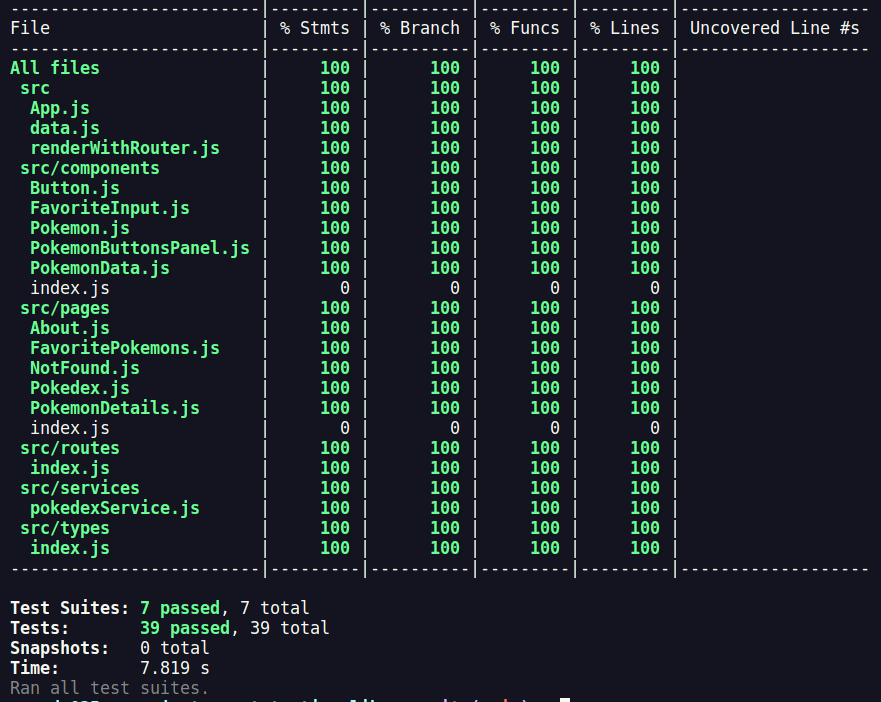 --------------------------|---------|----------|---------|---------|-------------------
File                      | % Stmts | % Branch | % Funcs | % Lines | Uncovered Line #s
--------------------------|---------|----------|---------|---------|-------------------
All files                 |     100 |      100 |     100 |     100 |
 src                      |     100 |      100 |     100 |     100 |
  App.js                  |     100 |      100 |     100 |     100 |
  data.js                 |     100 |      100 |     100 |     100 |
  renderWithRouter.js     |     100 |      100 |     100 |     100 |
 src/components           |     100 |      100 |     100 |     100 |
  Button.js               |     100 |      100 |     100 |     100 |
  FavoriteInput.js        |     100 |      100 |     100 |     100 |
  Pokemon.js              |     100 |      100 |     100 |     100 |
  PokemonButtonsPanel.js  |     100 |      100 |     100 |     100 |
  PokemonData.js          |     100 |      100 |     100 |     100 |
  index.js                |       0 |        0 |       0 |       0 |
 src/pages                |     100 |      100 |     100 |     100 |
  About.js                |     100 |      100 |     100 |     100 |
  FavoritePokemons.js     |     100 |      100 |     100 |     100 |
  NotFound.js             |     100 |      100 |     100 |     100 |
  Pokedex.js              |     100 |      100 |     100 |     100 |
  PokemonDetails.js       |     100 |      100 |     100 |     100 |
  index.js                |       0 |        0 |       0 |       0 |
 src/routes               |     100 |      100 |     100 |     100 |
  index.js                |     100 |      100 |     100 |     100 |
 src/services             |     100 |      100 |     100 |     100 |
  pokedexService.js       |     100 |      100 |     100 |     100 |
 src/types                |     100 |      100 |     100 |     100 |
  index.js                |     100 |      100 |     100 |     100 |
--------------------------|---------|----------|---------|---------|-------------------
Test Suites: 7 passed, 7 total
Tests:       39 passed, 39 total
Snapshots:   0 total
Time:        7.819 s
Ran all test suites.